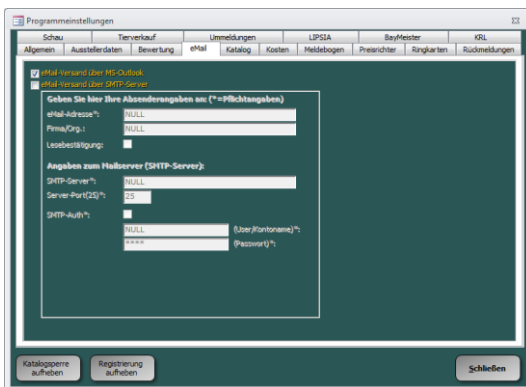 Programmeinstellungen
Schau Tierverkauf Ummeldungen LIPSIA BayMeister KRL
Allgemein Ausstellerdaten Bewertung eMail Katalog Kosten Meldebogen Preisrichter Ringkarten Rückmeldungen
eMail-Versand über MS-Outlook
eMail-Versand über SMTP-Server
Geben Sie hier Ihre Absenderangaben an: (*=Pflichtangaben)
eMail-Adresse*: NULL
Firma/Org.: NULL
Lesebestätigung:
Angaben zum Mailserver (SMTP-Server):
SMTP-Server*: NULL
Server-Port(25)*: 25
SMTP-Auth*:
NULL (User/Kontoname)*:
**** (Passwort)*:
Katalogsperre aufheben
Registrierung aufheben
Schließen